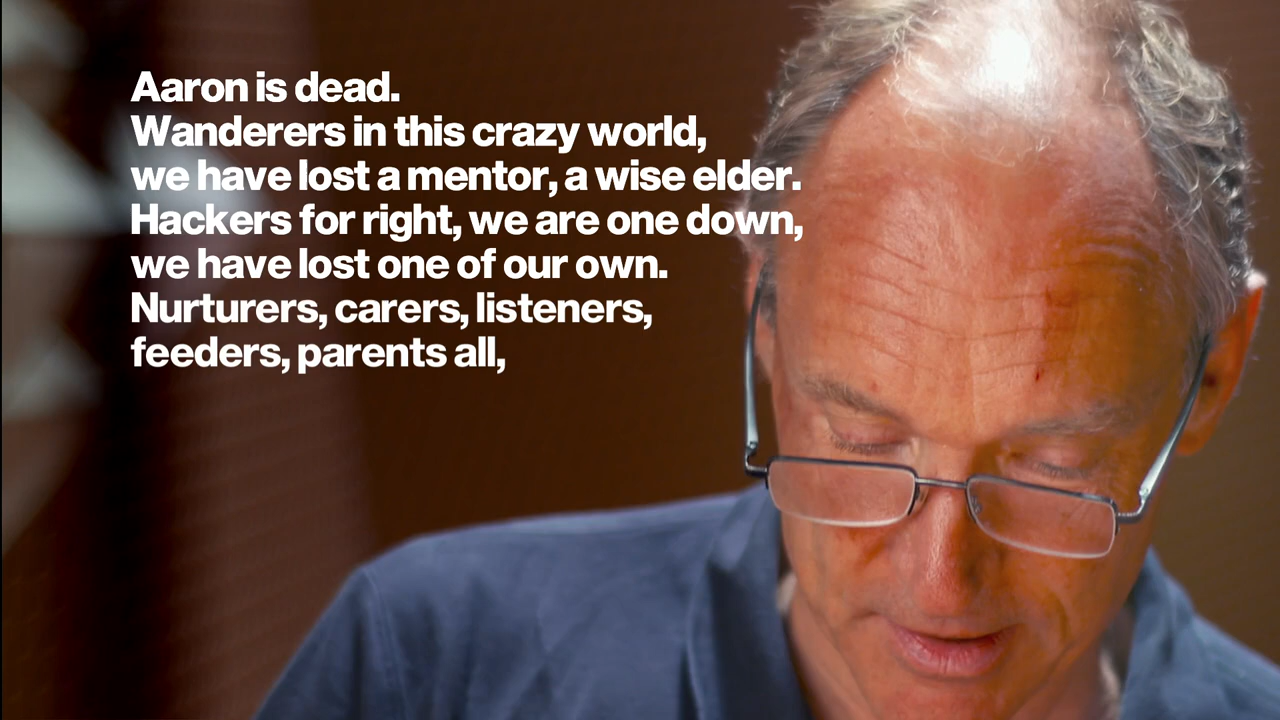 Aaron is dead.
Wanderers in this crazy world,
we have lost a mentor, a wise elder.
Hackers for right, we are one down,
we have lost one of our own.
Nurturers, carers, listeners,
feeders, parents all,